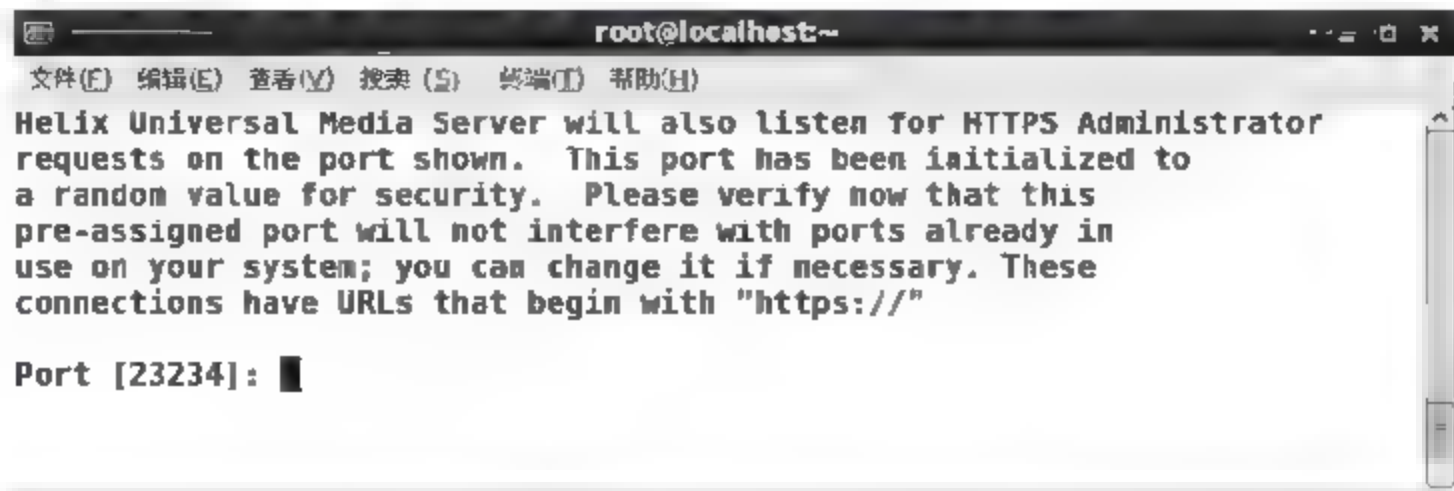 root@localhost:~
文件(F) 编辑(E) 查看(V) 搜索 (S) 终端(T) 帮助(H)
Helix Universal Media Server will also listen for HTTPS Administrator
requests on the port shown.  This port has been initialized to
a random value for security.  Please verify now that this
pre-assigned port will not interfere with ports already in
use on your system; you can change it if necessary. These
connections have URLs that begin with "https://"
Port [23234]: